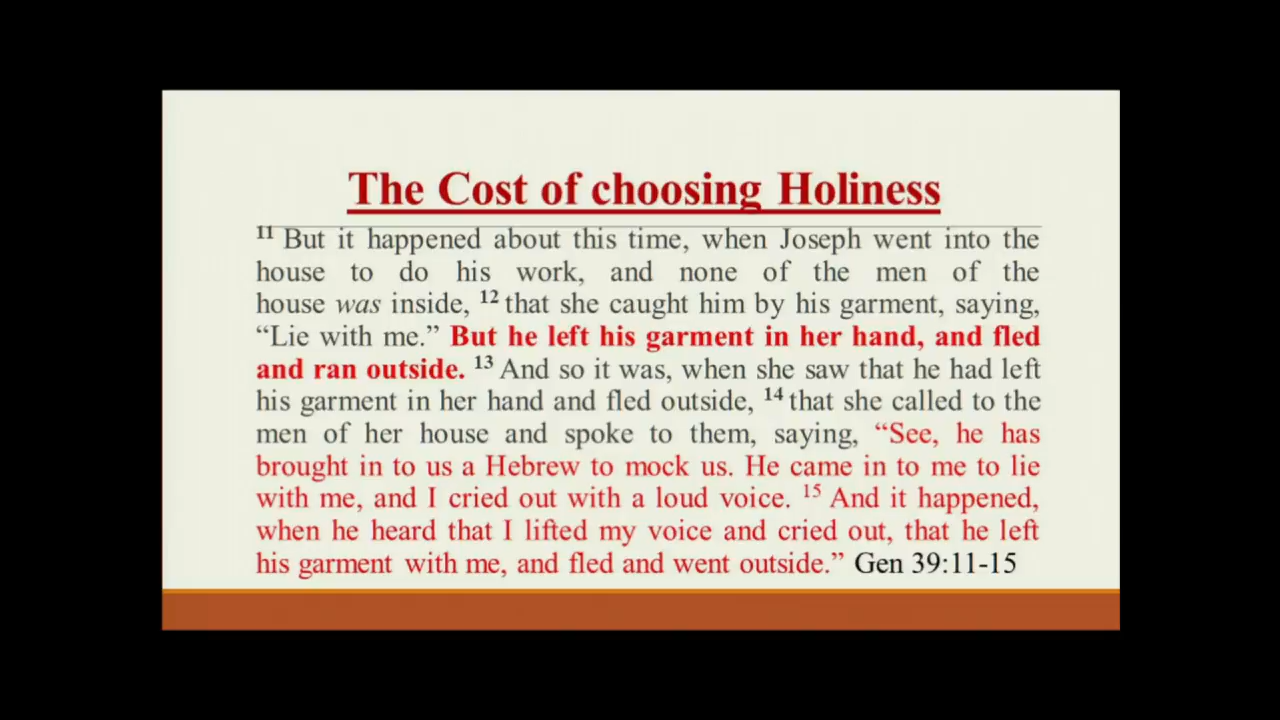 The Cost of choosing Holiness
11 But it happened about this time, when Joseph went into the
house to do his work, and none of the men of the
house was inside, 12 that she caught him by his garment, saying,
“Lie with me.” But he left his garment in her hand, and fled
and ran outside. 13 And so it was, when she saw that he had left
his garment in her hand and fled outside, 14 that she called to the
men of her house and spoke to them, saying, “See, he has
brought in to us a Hebrew to mock us. He came in to me to lie
with me, and I cried out with a loud voice. 15 And it happened,
when he heard that I lifted my voice and cried out, that he left
his garment with me, and fled and went outside.” Gen 39:11-15